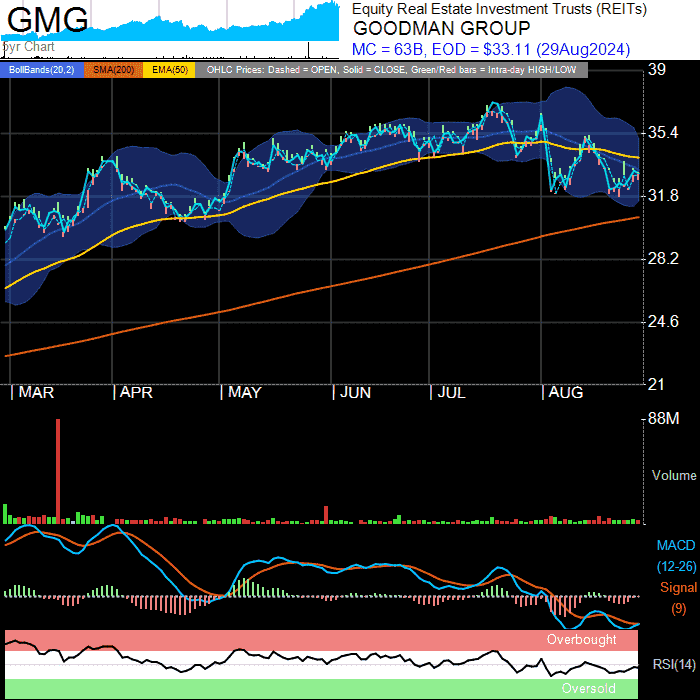 GMG
5yr Chart
Equity Real Estate Investment Trusts (REITs)
GOODMAN GROUP
MC = 63B, EOD = $33.11 (29Aug2024)
BollBands(20,2) SMA(200) EMA(50) OHLC Prices: Dashed = OPEN, Solid = CLOSE, Green/Red bars = Intra-day HIGH/LOW
39
35.4
31.8
28.2
24.6
21
MAR APR MAY JUN JUL AUG
88M
Volume
MACD
(12-26)
Signal
(9)
Overbought
RSI(14)
Oversold